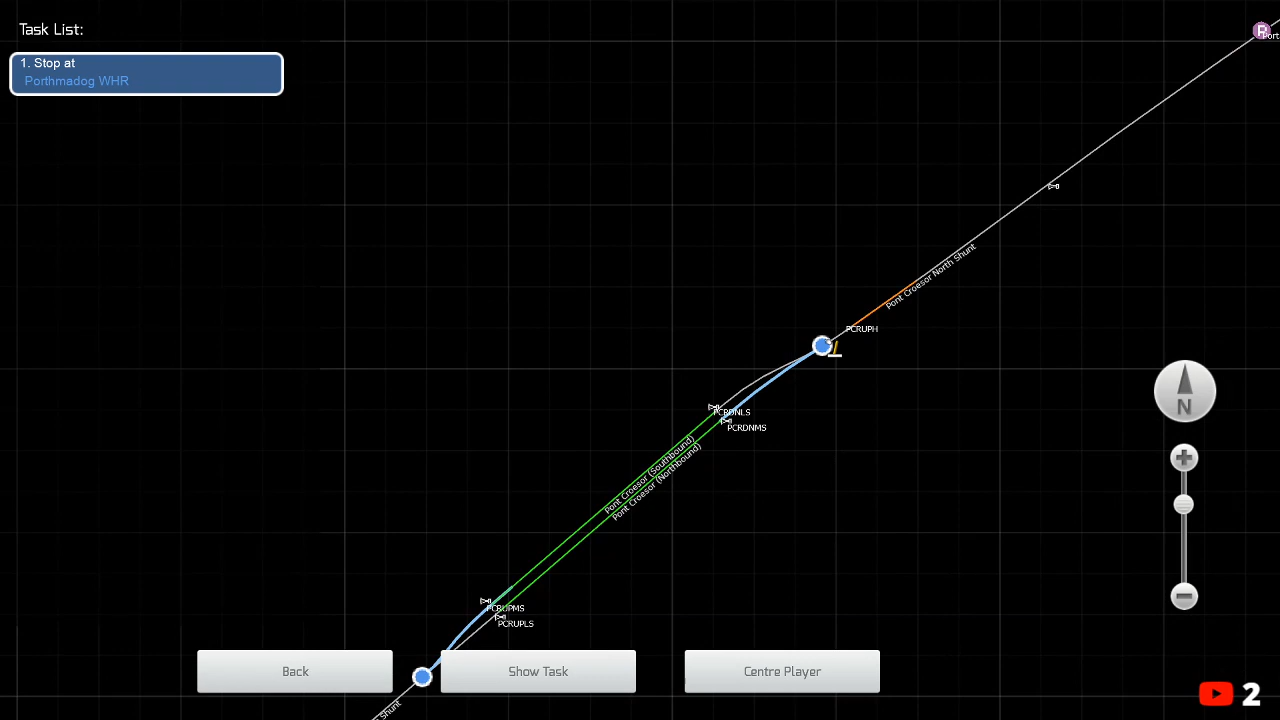 Task List:
1. Stop at
Porthmadog WHR
R
Port
Pont Croesor North Shunt
PCRUPH
PCRDNLS
PCRDNMS
Pont Croesor (Southbound)
Pont Croesor (Northbound)
N
PCRUPMS
PCRUPLS
Back
Show Task
Centre Player
Shunt
2